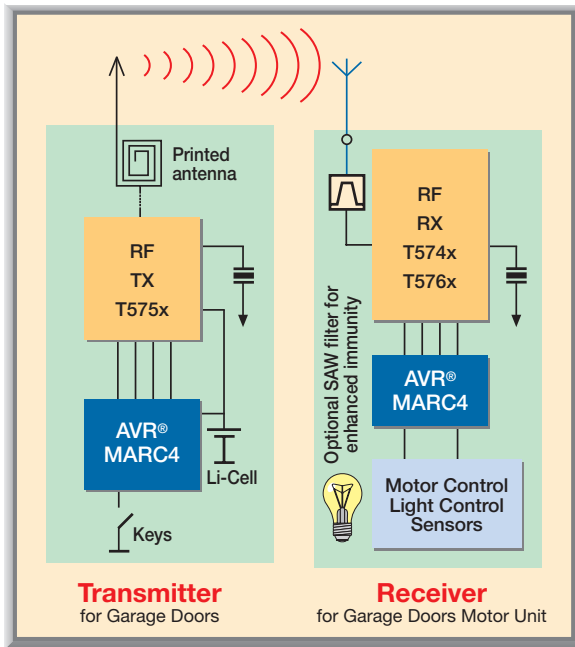 Printed
antenna
RF
TX
T575x
AVR®
MARC4
Li-Cell
Keys
Transmitter
for Garage Doors
RF
RX
T574x
T576x
Optional SAW filter for
enhanced immunity
AVR®
MARC4
Motor Control
Light Control
Sensors
Receiver
for Garage Doors Motor Unit